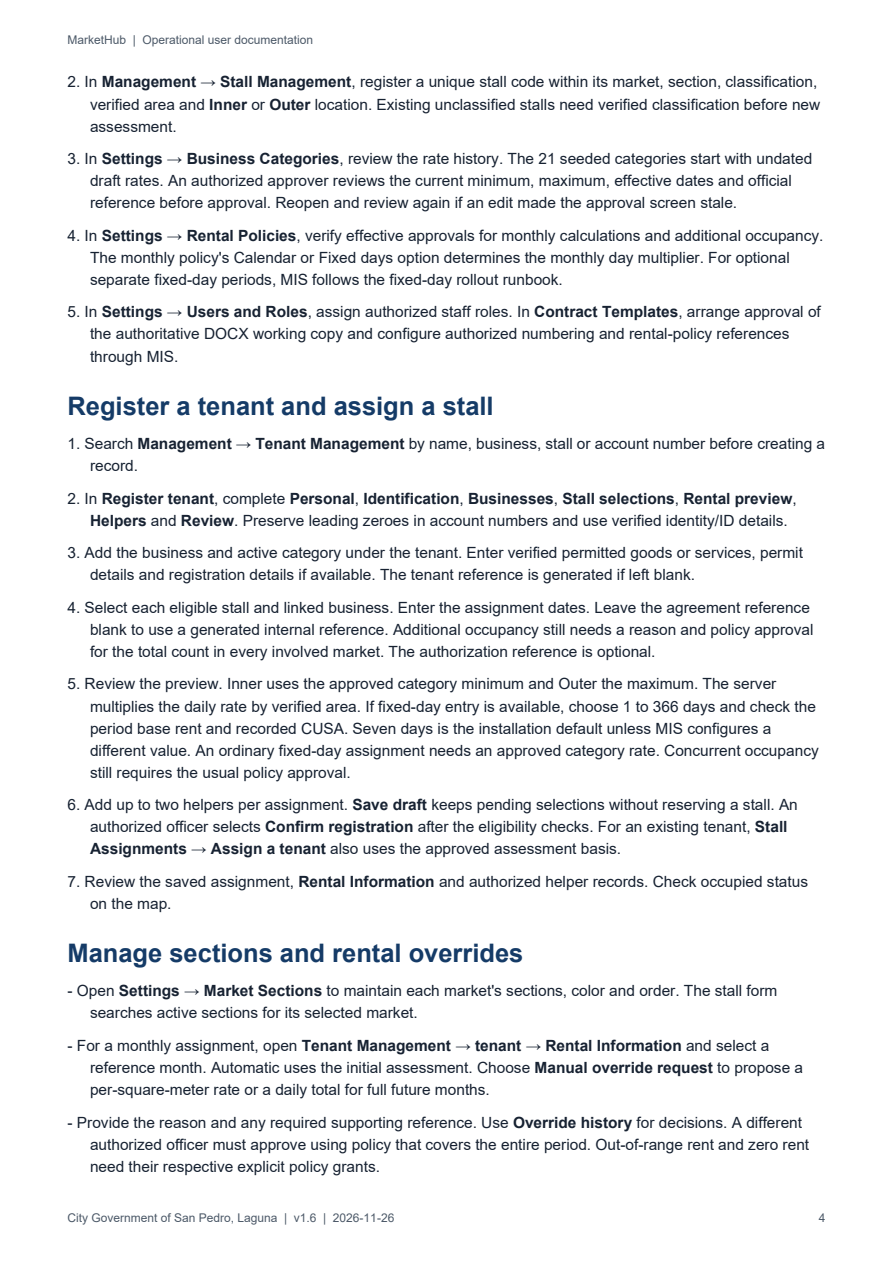 MarketHub | Operational user documentation
2. In Management → Stall Management, register a unique stall code within its market, section, classification,
verified area and Inner or Outer location. Existing unclassified stalls need verified classification before new
assessment.
3. In Settings → Business Categories, review the rate history. The 21 seeded categories start with undated
draft rates. An authorized approver reviews the current minimum, maximum, effective dates and official
reference before approval. Reopen and review again if an edit made the approval screen stale.
4. In Settings → Rental Policies, verify effective approvals for monthly calculations and additional occupancy.
The monthly policy's Calendar or Fixed days option determines the monthly day multiplier. For optional
separate fixed-day periods, MIS follows the fixed-day rollout runbook.
5. In Settings → Users and Roles, assign authorized staff roles. In Contract Templates, arrange approval of
the authoritative DOCX working copy and configure authorized numbering and rental-policy references
through MIS.
Register a tenant and assign a stall
1. Search Management → Tenant Management by name, business, stall or account number before creating a
record.
2. In Register tenant, complete Personal, Identification, Businesses, Stall selections, Rental preview,
Helpers and Review. Preserve leading zeroes in account numbers and use verified identity/ID details.
3. Add the business and active category under the tenant. Enter verified permitted goods or services, permit
details and registration details if available. The tenant reference is generated if left blank.
4. Select each eligible stall and linked business. Enter the assignment dates. Leave the agreement reference
blank to use a generated internal reference. Additional occupancy still needs a reason and policy approval
for the total count in every involved market. The authorization reference is optional.
5. Review the preview. Inner uses the approved category minimum and Outer the maximum. The server
multiplies the daily rate by verified area. If fixed-day entry is available, choose 1 to 366 days and check the
period base rent and recorded CUSA. Seven days is the installation default unless MIS configures a
different value. An ordinary fixed-day assignment needs an approved category rate. Concurrent occupancy
still requires the usual policy approval.
6. Add up to two helpers per assignment. Save draft keeps pending selections without reserving a stall. An
authorized officer selects Confirm registration after the eligibility checks. For an existing tenant, Stall
Assignments → Assign a tenant also uses the approved assessment basis.
7. Review the saved assignment, Rental Information and authorized helper records. Check occupied status
on the map.
Manage sections and rental overrides
- Open Settings → Market Sections to maintain each market's sections, color and order. The stall form
searches active sections for its selected market.
- For a monthly assignment, open Tenant Management → tenant → Rental Information and select a
reference month. Automatic uses the initial assessment. Choose Manual override request to propose a
per-square-meter rate or a daily total for full future months.
- Provide the reason and any required supporting reference. Use Override history for decisions. A different
authorized officer must approve using policy that covers the entire period. Out-of-range rent and zero rent
need their respective explicit policy grants.
City Government of San Pedro, Laguna | v1.6 | 2026-11-26
4